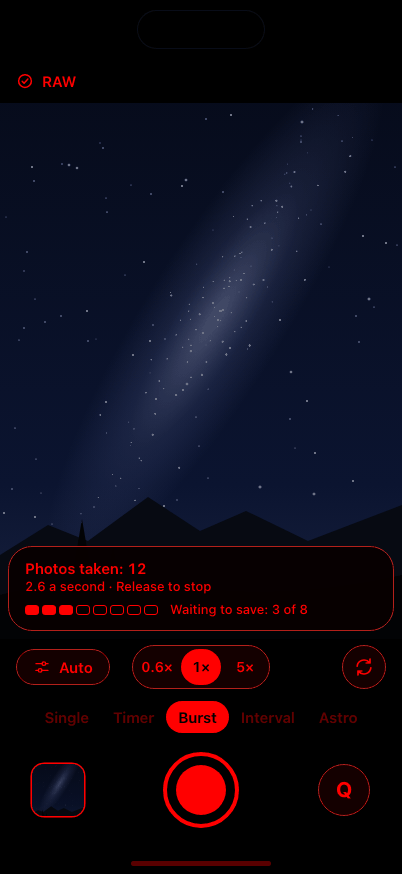 RAW
Photos taken: 12
2.6 a second · Release to stop
Waiting to save: 3 of 8
Auto
0.6×
1×
5×
Single
Timer
Burst
Interval
Astro
Q